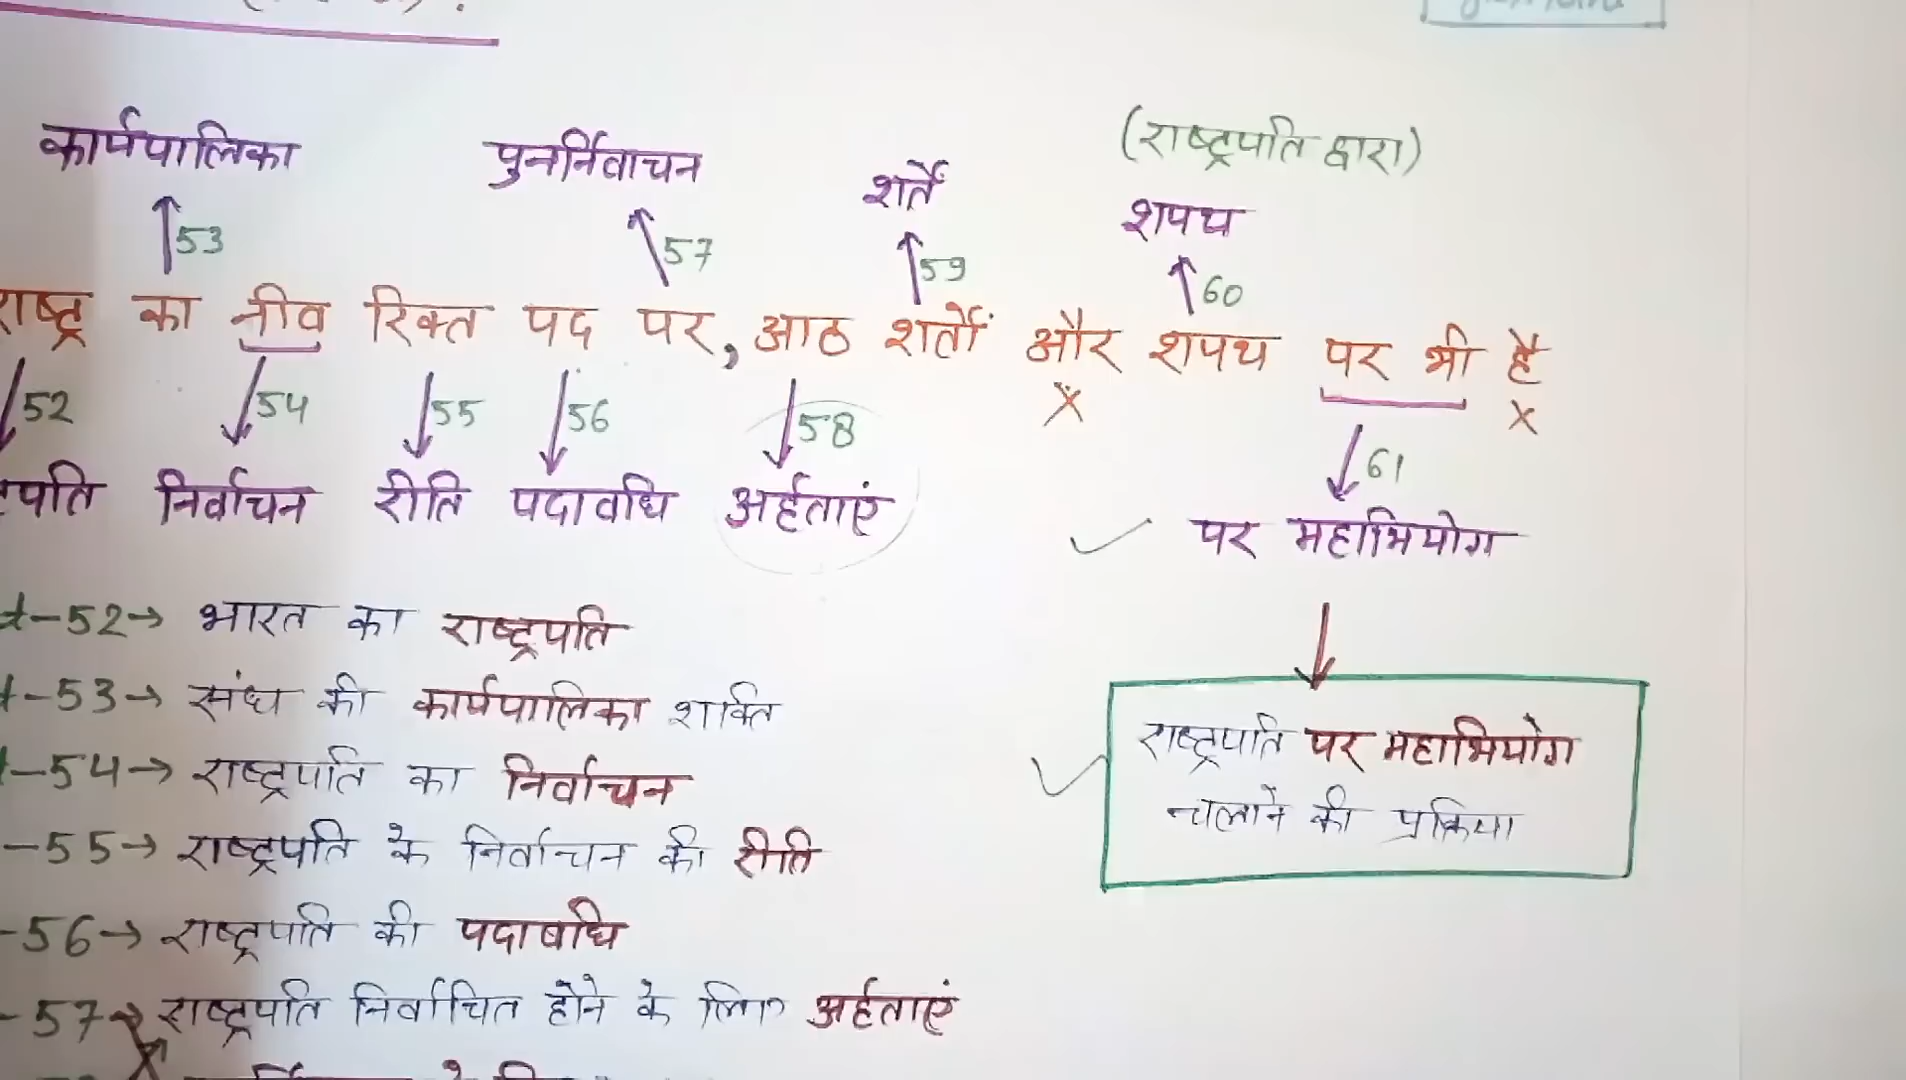 कार्यपालिका पुनर्निवाचन शर्तें (राष्ट्रपति द्वारा)
शपथ
53 57 59 60
राष्ट्र का नीव रिक्त पद पर, आठ शर्तों और शपथ पर भी है
x x
52 54 55 56 58 61
निर्वाचन रीति पदावधि अर्हताएं पर महाभियोग
-52→ भारत का राष्ट्रपति
-53→ संघ की कार्यपालिका शक्ति
-54→ राष्ट्रपति का निर्वाचन
-55→ राष्ट्रपति के निर्वाचन की रीति
-56→ राष्ट्रपति की पदावधि
-57→ राष्ट्रपति निर्वाचित होने के लिए अर्हताएं
राष्ट्रपति पर महाभियोग
चलाने की प्रक्रिया